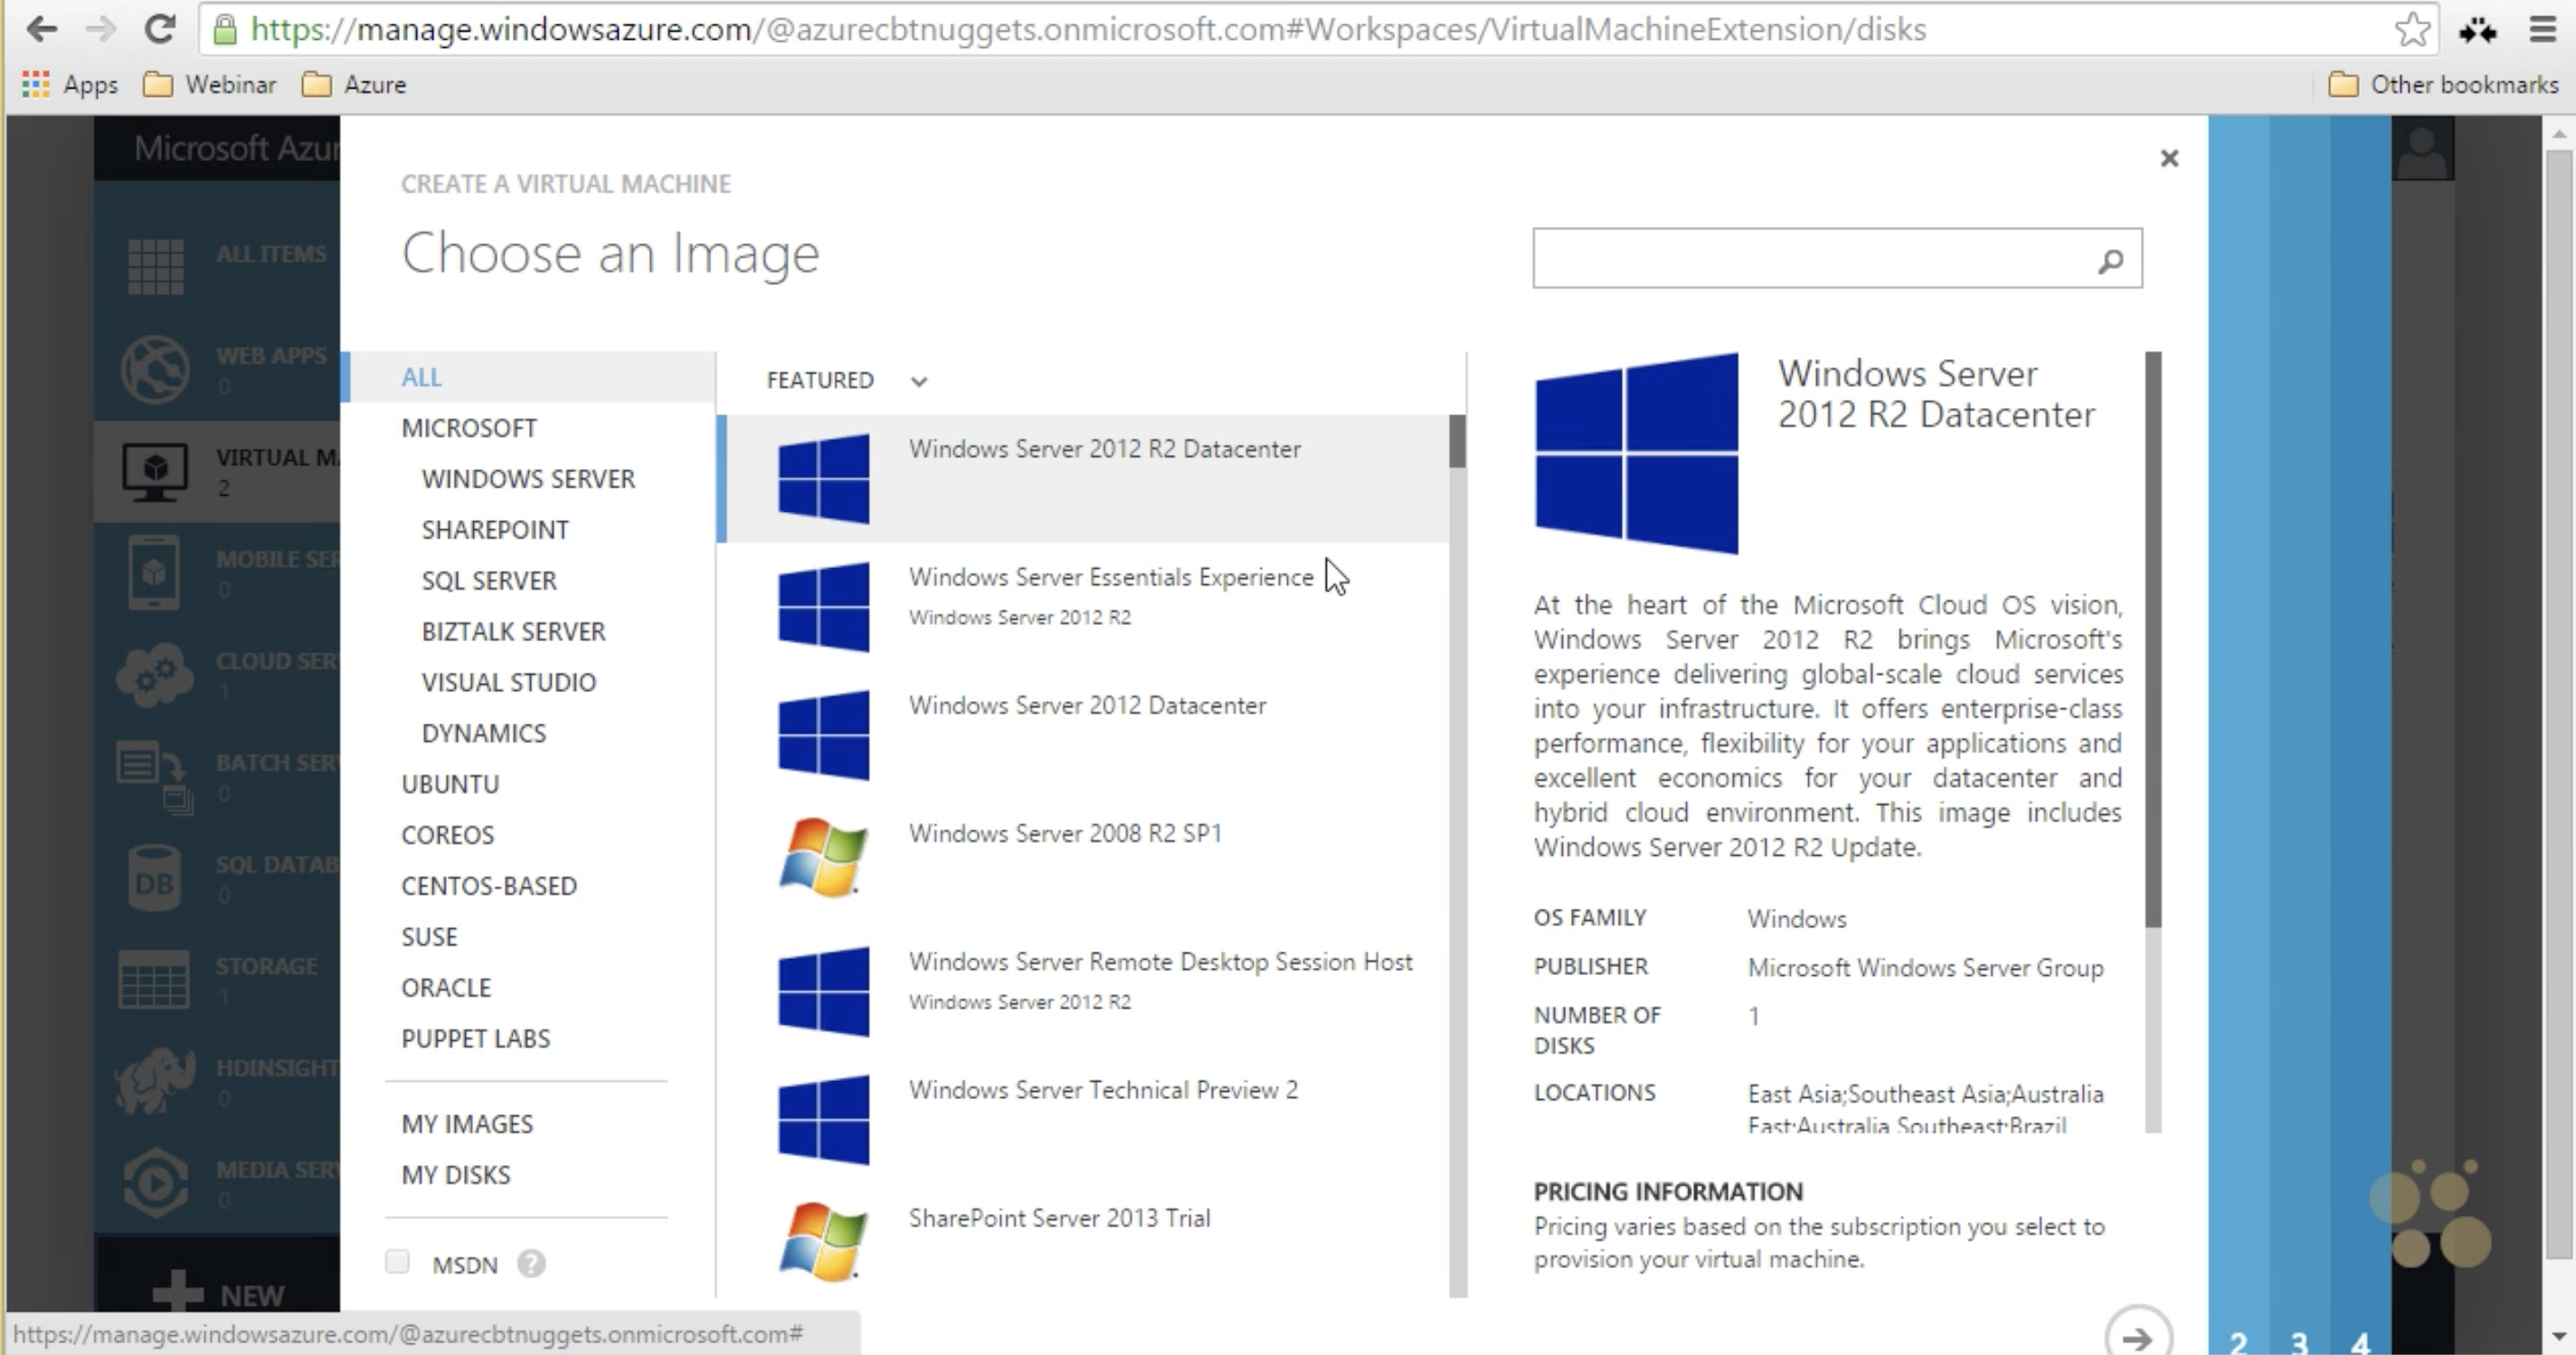 https://manage.windowsazure.com/@azurecbtnuggets.onmicrosoft.com#Workspaces/VirtualMachineExtension/disks
Apps Webinar Azure Other bookmarks
Microsoft Azur
ALL ITEMS
WEB APPS
0
VIRTUAL MA
2
MOBILE SER
0
CLOUD SER
1
BATCH SER
0
SQL DATAB
0
DB
STORAGE
1
HDINSIGHT
0
MEDIA SER
0
NEW
CREATE A VIRTUAL MACHINE
Choose an Image
ALL
MICROSOFT
WINDOWS SERVER
SHAREPOINT
SQL SERVER
BIZTALK SERVER
VISUAL STUDIO
DYNAMICS
UBUNTU
COREOS
CENTOS-BASED
SUSE
ORACLE
PUPPET LABS
MY IMAGES
MY DISKS
MSDN ?
FEATURED
Windows Server 2012 R2 Datacenter
Windows Server Essentials Experience
Windows Server 2012 R2
Windows Server 2012 Datacenter
Windows Server 2008 R2 SP1
Windows Server Remote Desktop Session Host
Windows Server 2012 R2
Windows Server Technical Preview 2
SharePoint Server 2013 Trial
Windows Server
2012 R2 Datacenter
At the heart of the Microsoft Cloud OS vision,
Windows Server 2012 R2 brings Microsoft's
experience delivering global-scale cloud services
into your infrastructure. It offers enterprise-class
performance, flexibility for your applications and
excellent economics for your datacenter and
hybrid cloud environment. This image includes
Windows Server 2012 R2 Update.
OS FAMILY Windows
PUBLISHER Microsoft Windows Server Group
NUMBER OF 1
DISKS
LOCATIONS East Asia;Southeast Asia;Australia
East;Australia Southeast;Brazil
PRICING INFORMATION
Pricing varies based on the subscription you select to
provision your virtual machine.
2 3 4
https://manage.windowsazure.com/@azurecbtnuggets.onmicrosoft.com#